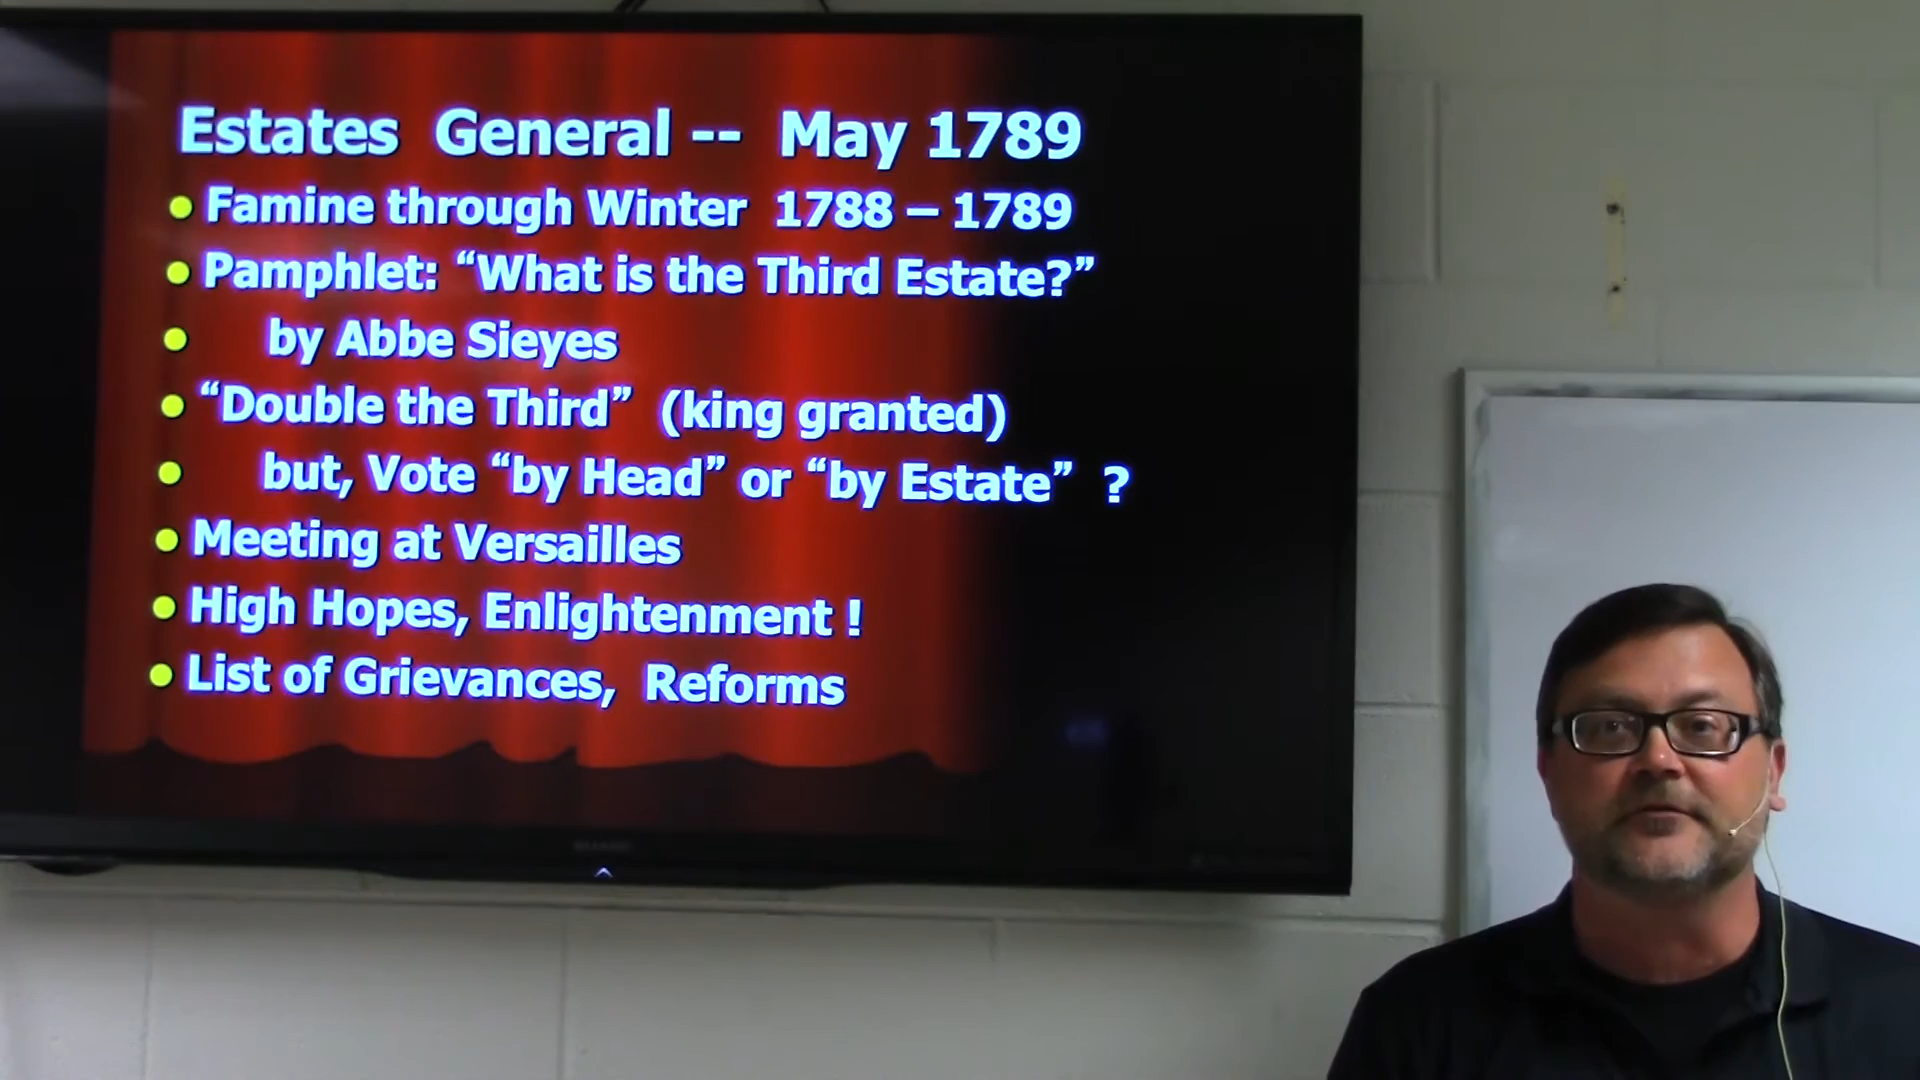 Estates General -- May 1789
Famine through Winter 1788 – 1789
Pamphlet: “What is the Third Estate?”
by Abbe Sieyes
“Double the Third” (king granted)
but, Vote “by Head” or “by Estate” ?
Meeting at Versailles
High Hopes, Enlightenment !
List of Grievances, Reforms